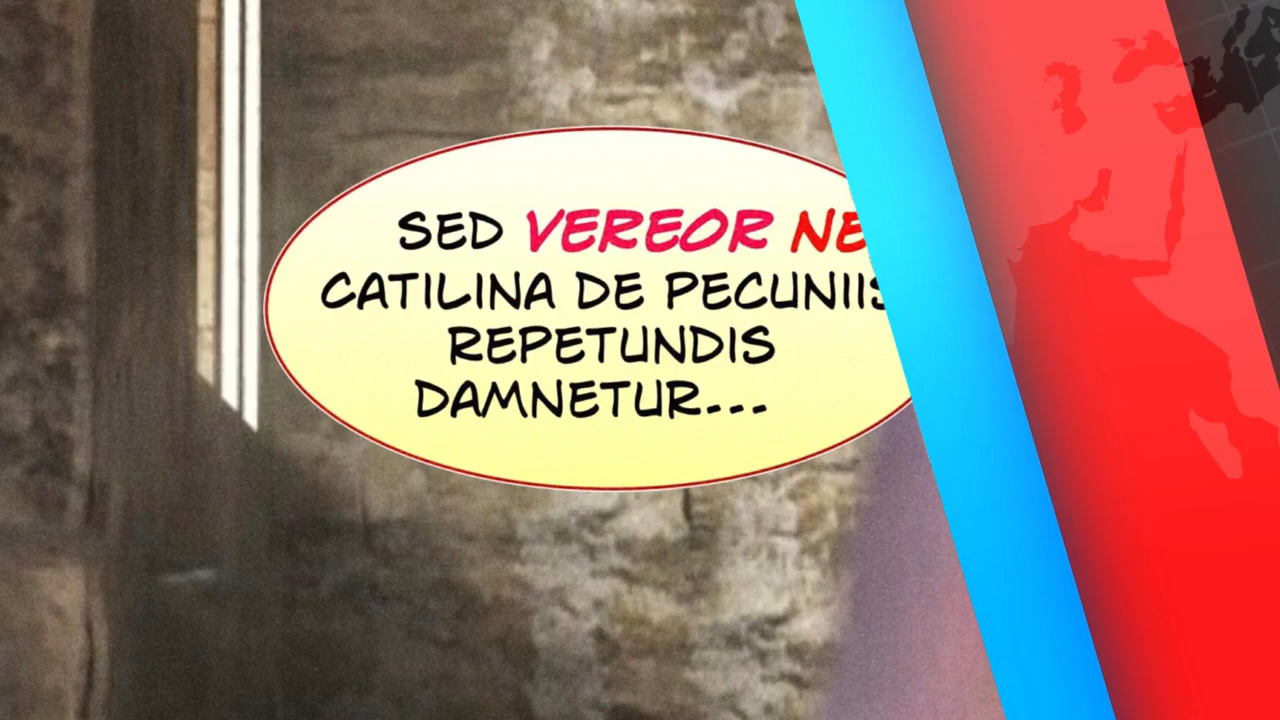 SED VEREOR NE
CATILINA DE PECUNIIS
REPETUNDIS
DAMNETUR...